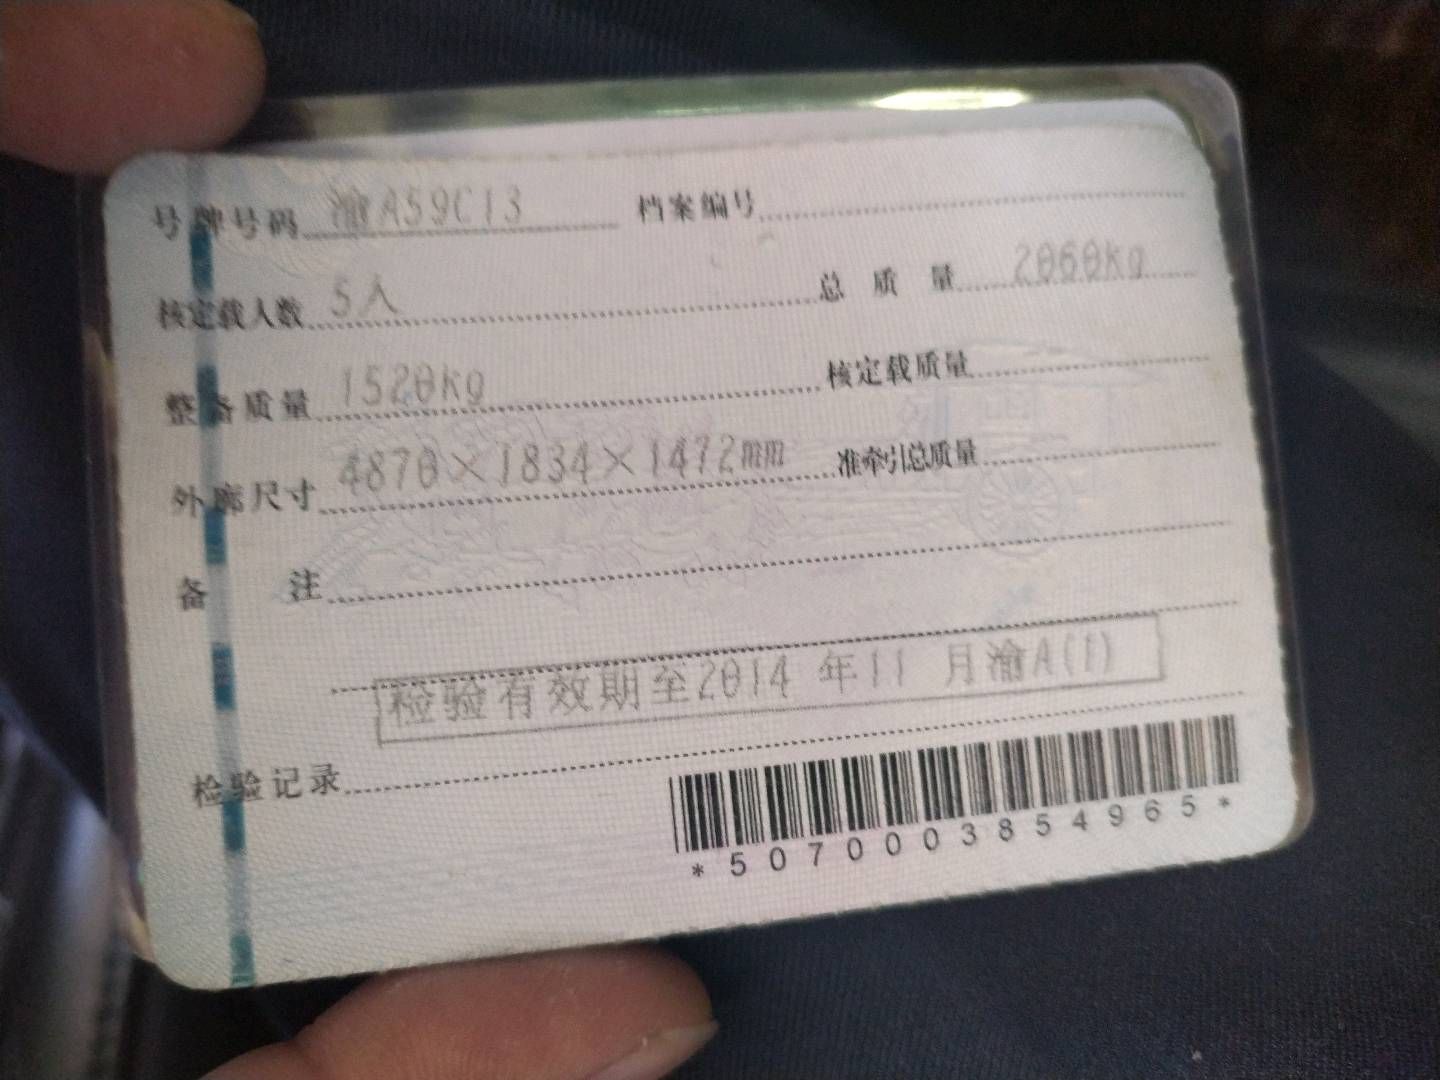 号牌号码 渝A59C13 档案编号
核定载人数 5人 总质量 2060kg
整备质量 1520kg 核定载质量
外廓尺寸 4870×1834×1472mm 准牵引总质量
备注
检验有效期至2014 年11 月渝A(1)
检验记录
*5070003854965*